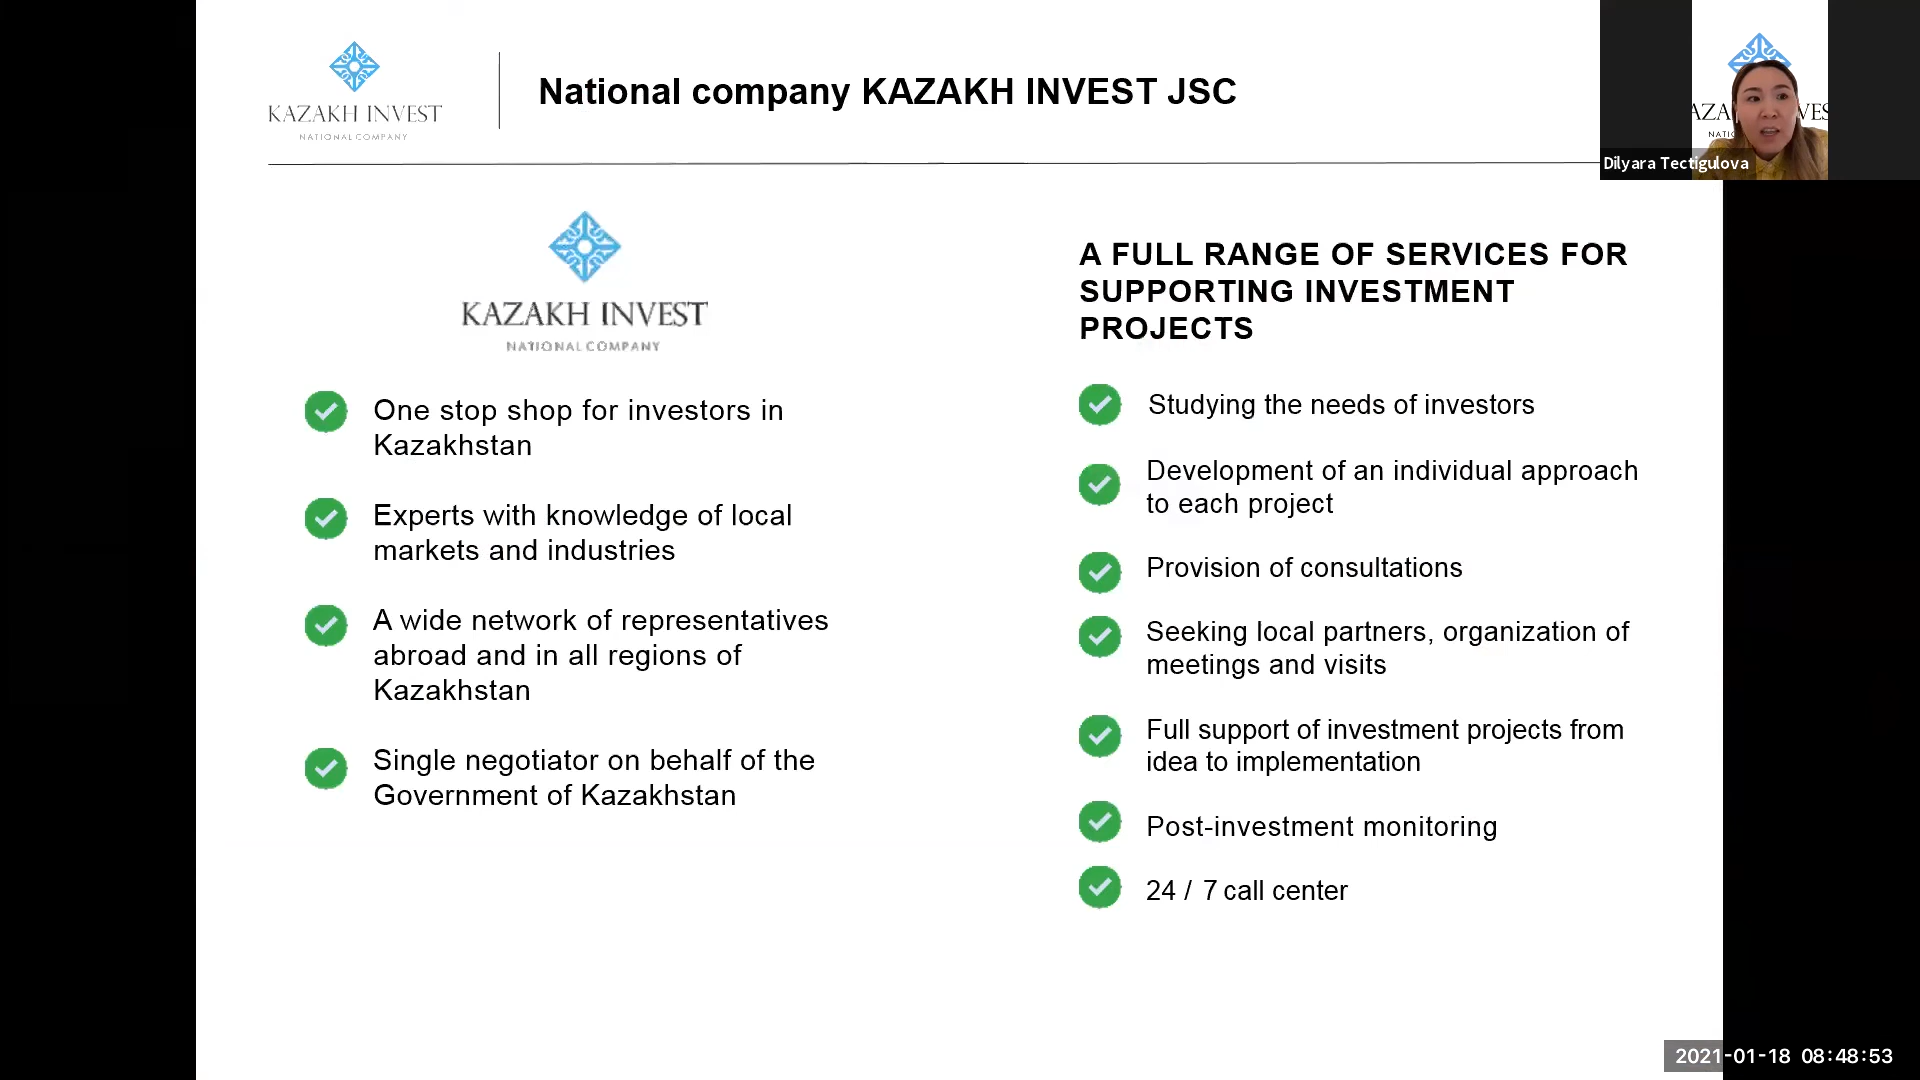 KAZAKH INVEST
NATIONAL COMPANY
National company KAZAKH INVEST JSC
Dilyara Tectigulova
KAZAKH INVEST
NATIONAL COMPANY
One stop shop for investors in
Kazakhstan
Experts with knowledge of local
markets and industries
A wide network of representatives
abroad and in all regions of
Kazakhstan
Single negotiator on behalf of the
Government of Kazakhstan
A FULL RANGE OF SERVICES FOR
SUPPORTING INVESTMENT
PROJECTS
Studying the needs of investors
Development of an individual approach
to each project
Provision of consultations
Seeking local partners, organization of
meetings and visits
Full support of investment projects from
idea to implementation
Post-investment monitoring
24 / 7 call center
2021-01-18 08:48:53